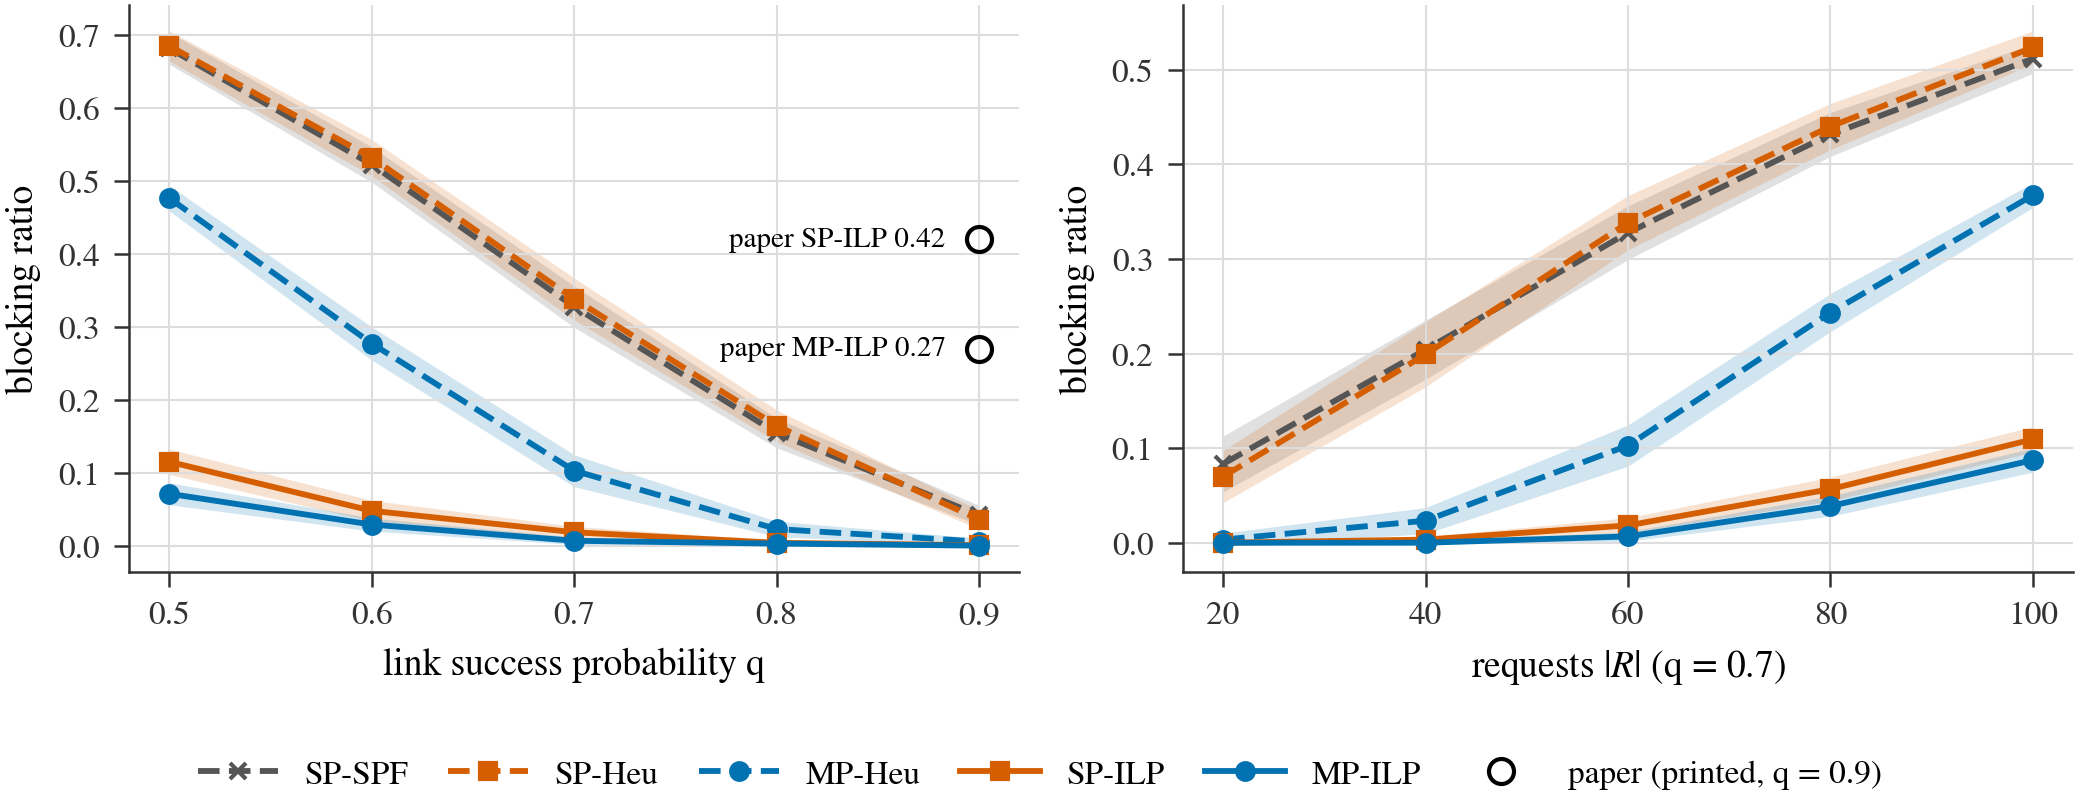 blocking ratio
0.7
0.6
0.5
0.4
0.3
0.2
0.1
0.0
paper SP-ILP 0.42
paper MP-ILP 0.27
0.5 0.6 0.7 0.8 0.9
link success probability q
blocking ratio
0.5
0.4
0.3
0.2
0.1
0.0
20 40 60 80 100
requests |R| (q = 0.7)
SP-SPF SP-Heu MP-Heu SP-ILP MP-ILP paper (printed, q = 0.9)